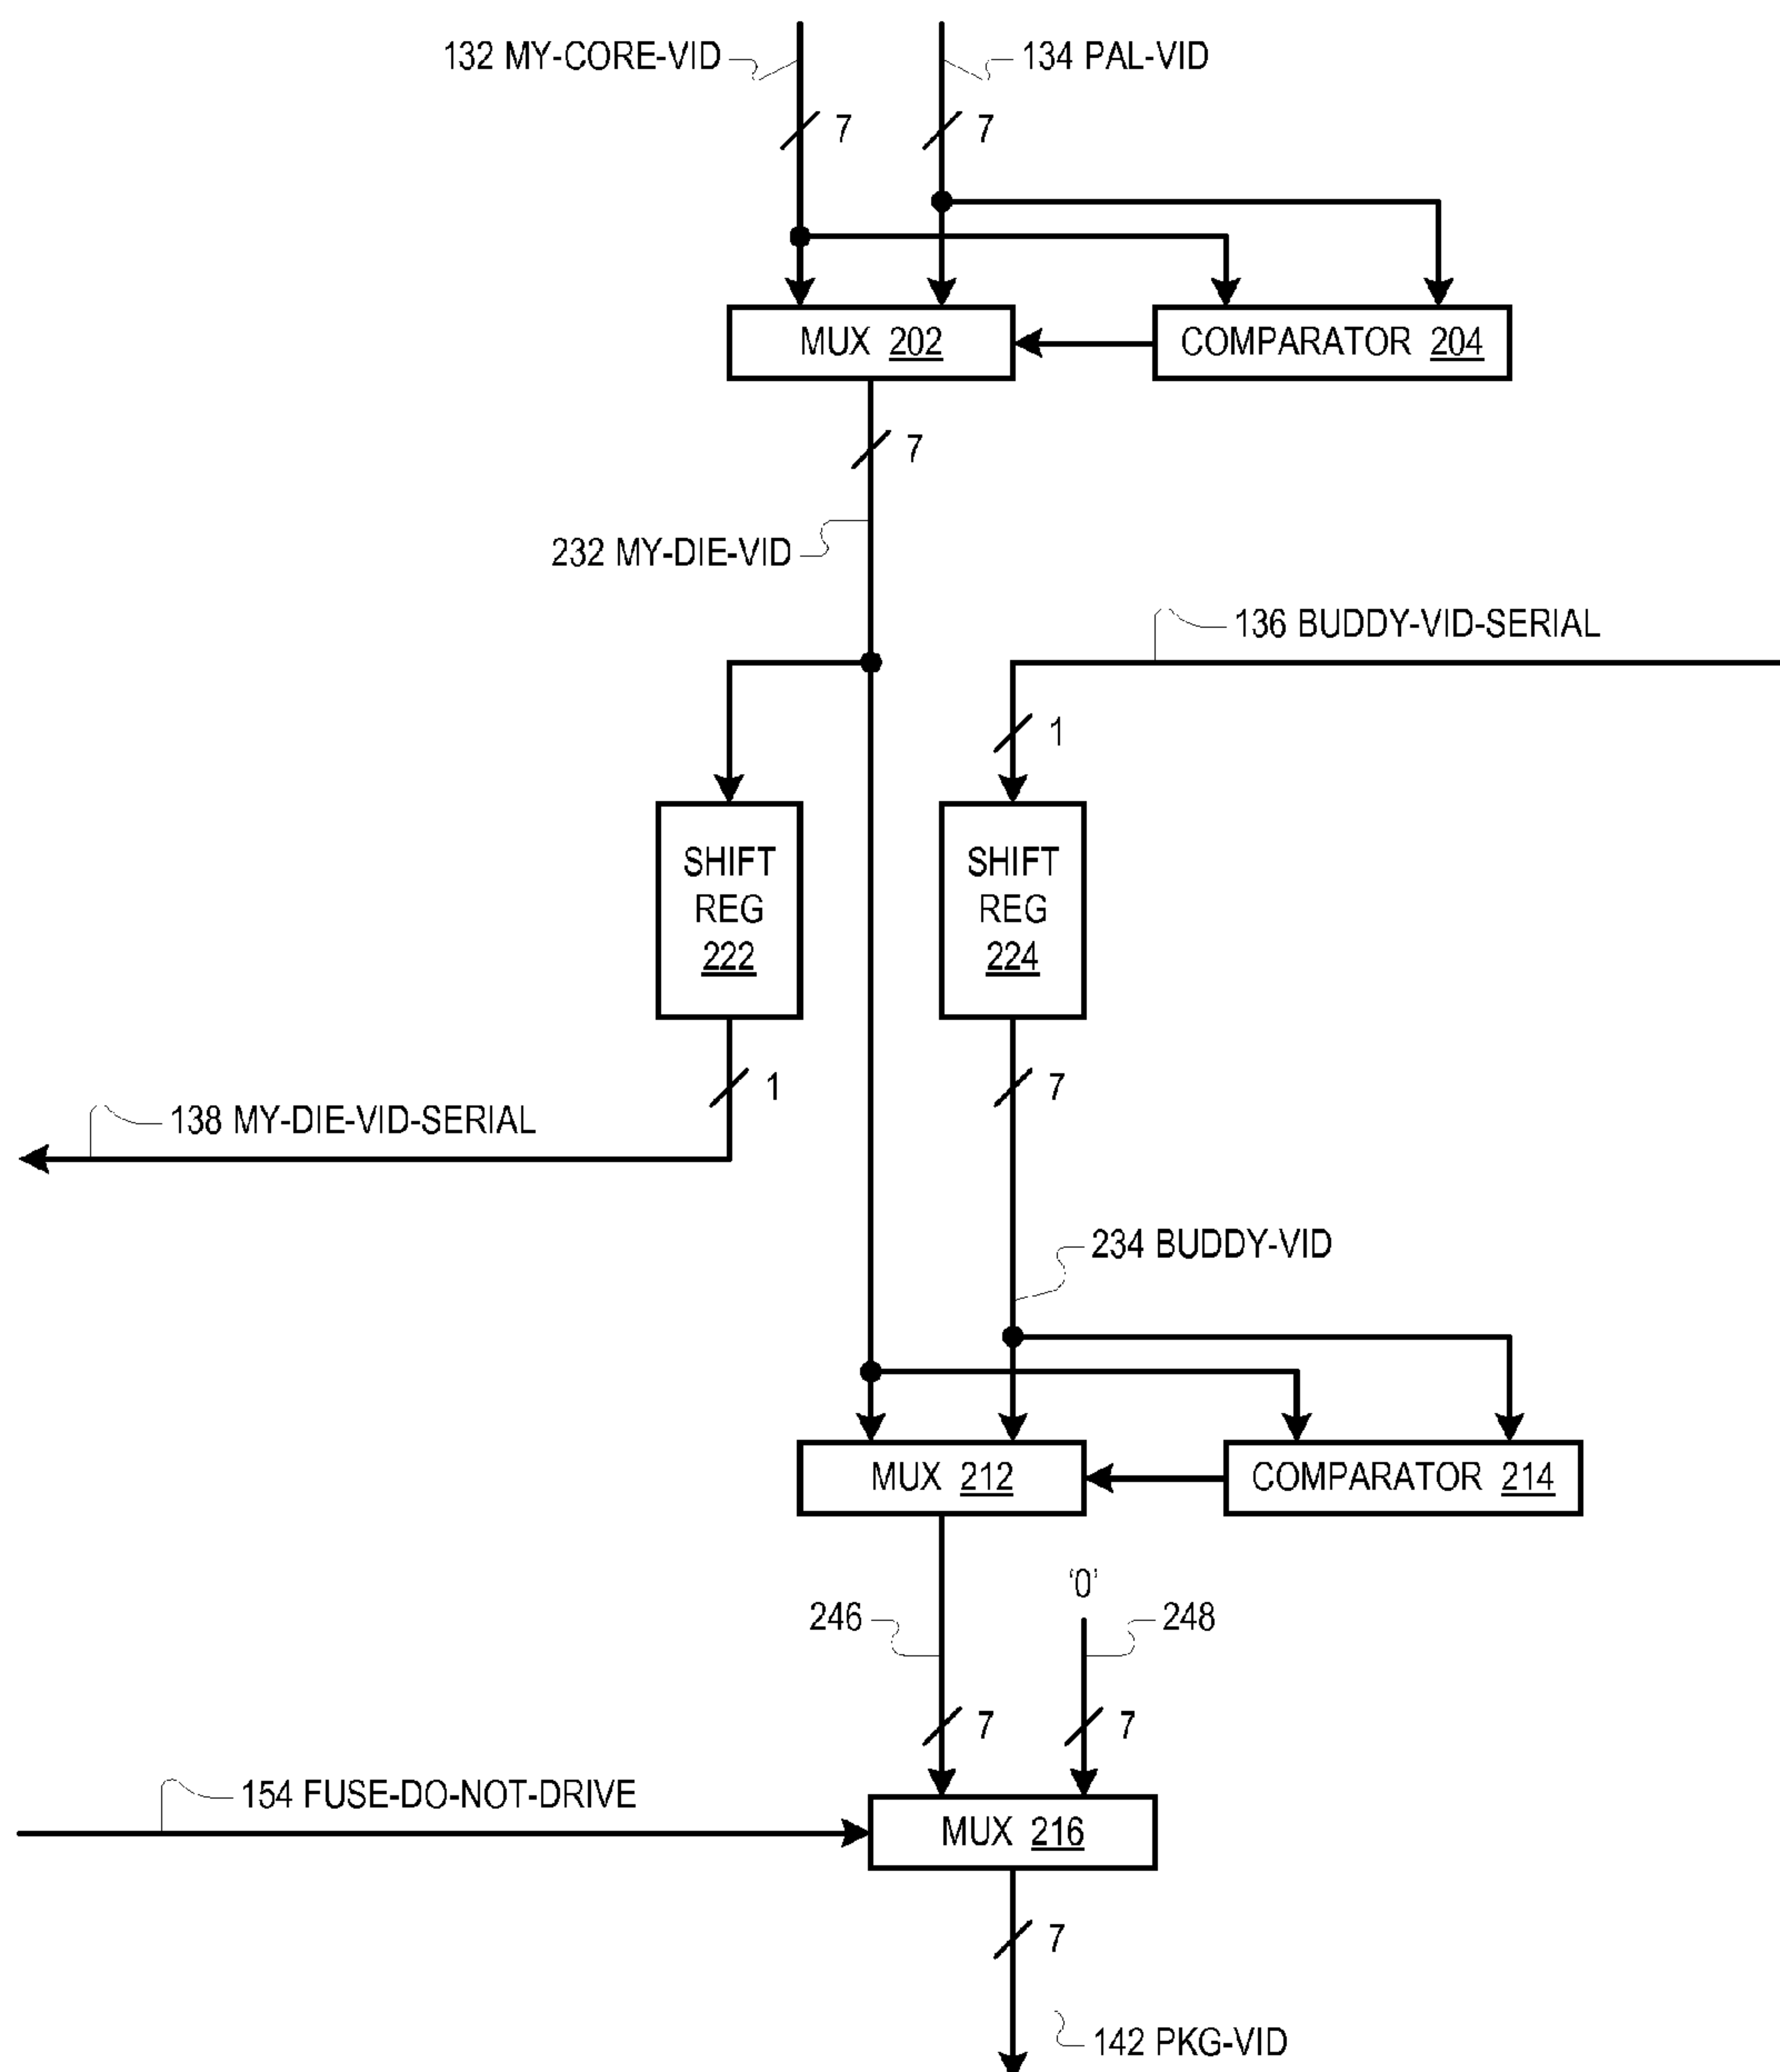 132 MY-CORE-VID
134 PAL-VID
7
7
MUX 202
COMPARATOR 204
7
232 MY-DIE-VID
136 BUDDY-VID-SERIAL
1
SHIFT
REG
222
SHIFT
REG
224
1
7
138 MY-DIE-VID-SERIAL
234 BUDDY-VID
MUX 212
COMPARATOR 214
‘0’
246
248
7
7
154 FUSE-DO-NOT-DRIVE
MUX 216
7
142 PKG-VID